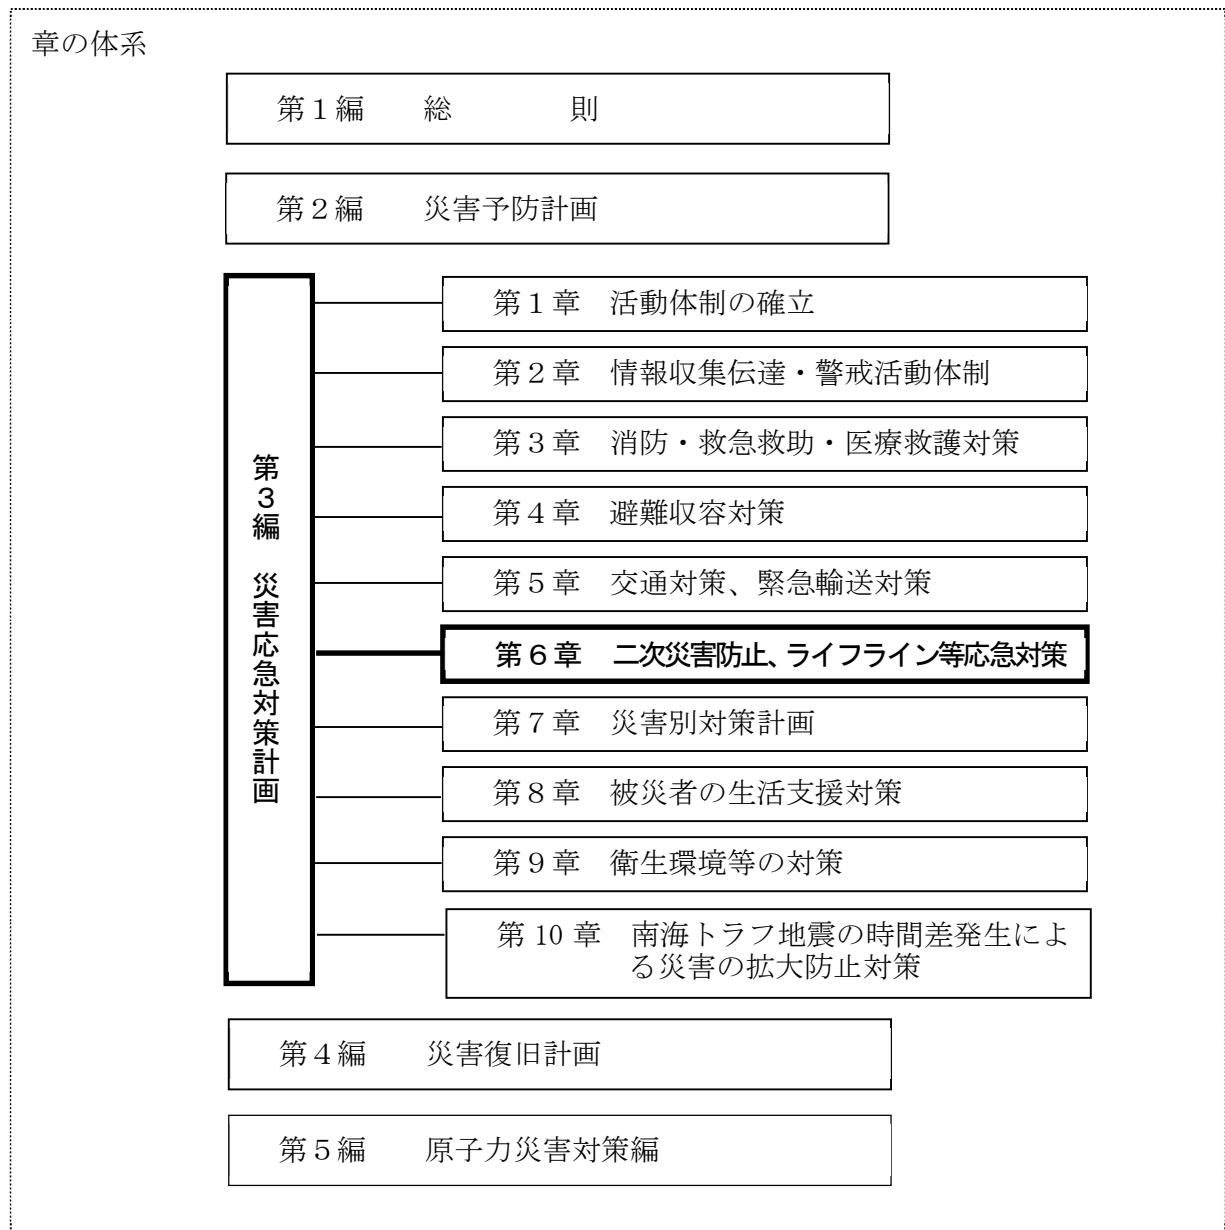 章の体系
第１編　　総　　　　則
第２編　　災害予防計画
第３編　災害応急対策計画
第１章　活動体制の確立
第２章　情報収集伝達・警戒活動体制
第３章　消防・救急救助・医療救護対策
第４章　避難収容対策
第５章　交通対策、緊急輸送対策
第６章　二次災害防止、ライフライン等応急対策
第７章　災害別対策計画
第８章　被災者の生活支援対策
第９章　衛生環境等の対策
第 10 章　南海トラフ地震の時間差発生によ
る災害の拡大防止対策
第４編　　災害復旧計画
第５編　　原子力災害対策編